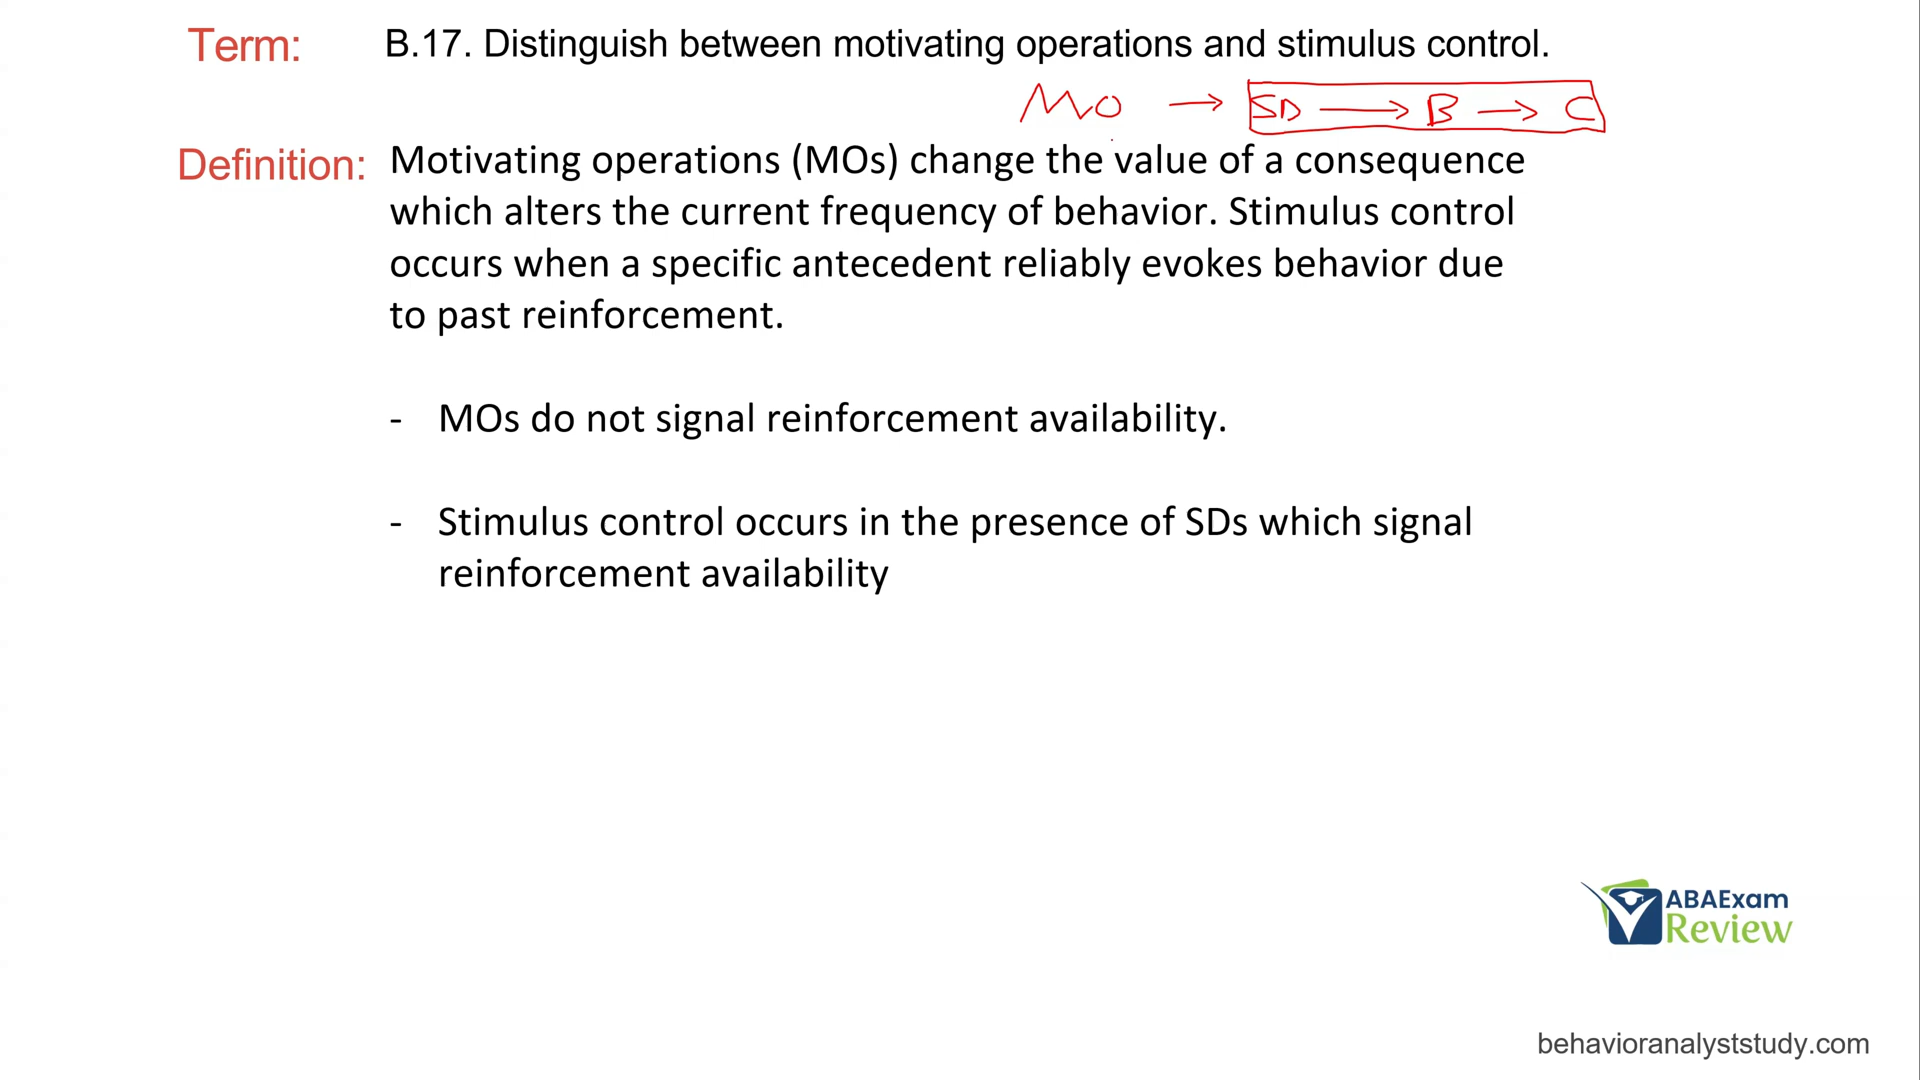 Term: B.17. Distinguish between motivating operations and stimulus control.
MO → SD → B → C
Definition: Motivating operations (MOs) change the value of a consequence
which alters the current frequency of behavior. Stimulus control
occurs when a specific antecedent reliably evokes behavior due
to past reinforcement.
- MOs do not signal reinforcement availability.
- Stimulus control occurs in the presence of SDs which signal
reinforcement availability
ABAExam
Review
behavioranalyststudy.com